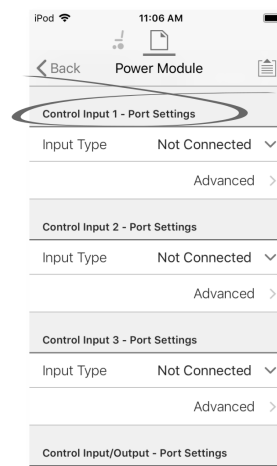 iPod 11:06 AM
Back Power Module
Control Input 1 - Port Settings
Input Type Not Connected
Advanced
Control Input 2 - Port Settings
Input Type Not Connected
Advanced
Control Input 3 - Port Settings
Input Type Not Connected
Advanced
Control Input/Output - Port Settings